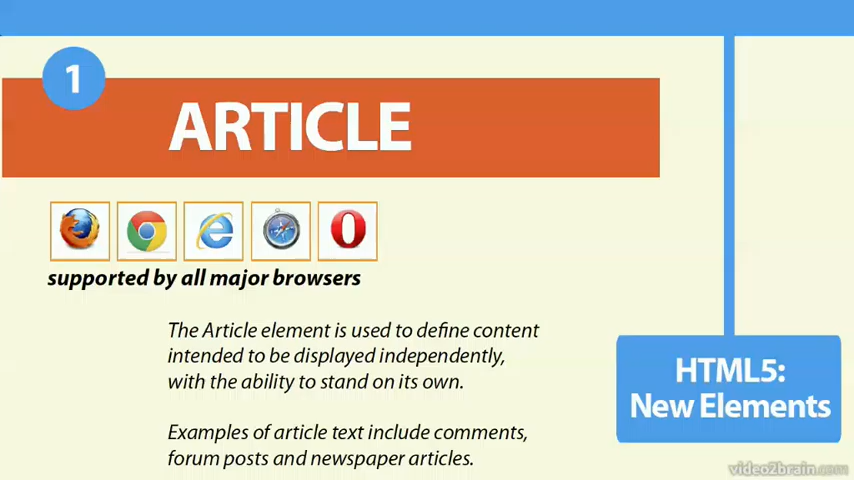 1
ARTICLE
supported by all major browsers
The Article element is used to define content
intended to be displayed independently,
with the ability to stand on its own.
Examples of article text include comments,
forum posts and newspaper articles.
HTML5:
New Elements
video2brain.com